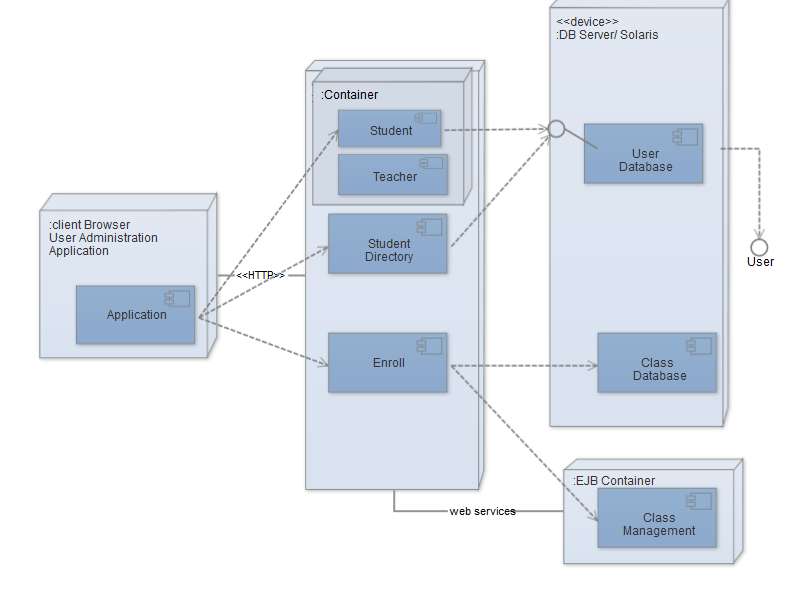 <<device>>
:DB Server/ Solaris
:Container
Student
Teacher
User
Database
:client Browser
User Administration
Application
Student
Directory
User
<<HTTP>>
Application
Enroll
Class
Database
:EJB Container
web services
Class
Management